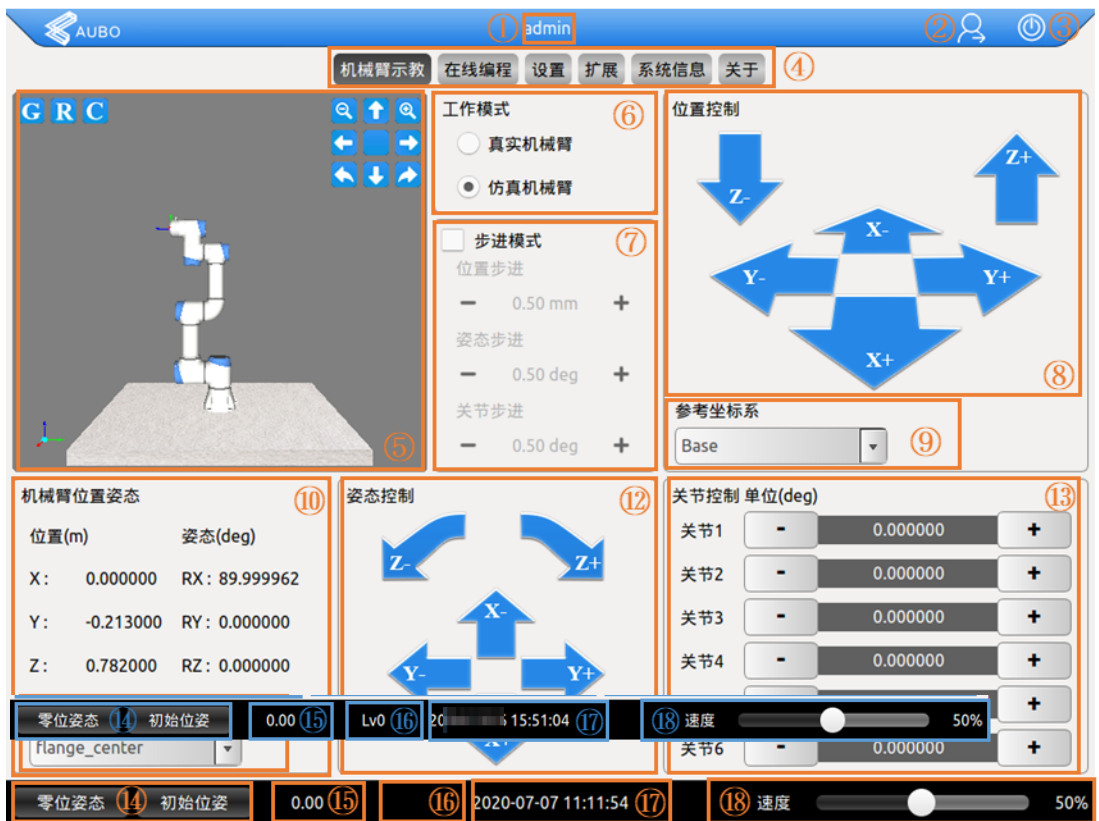 AUBO ① admin ② ③
机械臂示教 在线编程 设置 扩展 系统信息 关于 ④
G R C
⑤
工作模式 ⑥
真实机械臂
仿真机械臂
步进模式 ⑦
位置步进
− 0.50 mm +
姿态步进
− 0.50 deg +
关节步进
− 0.50 deg +
位置控制
Z-
Z+
X-
Y-
Y+
X+
⑧
参考坐标系
Base ⑨
机械臂位置姿态 ⑩
位置(m) 姿态(deg)
X: 0.000000 RX: 89.999962
Y: -0.213000 RY: 0.000000
Z: 0.782000 RZ: 0.000000
flange_center
姿态控制 ⑫
Z-
Z+
X-
Y-
Y+
关节控制 单位(deg) ⑬
关节1 - 0.000000 +
关节2 - 0.000000 +
关节3 - 0.000000 +
关节4 - 0.000000 +
+
关节6 - 0.000000 +
零位姿态 ⑭ 初始位姿 0.00 ⑮ Lv0 ⑯ 15:51:04 ⑰ ⑱ 速度 50%
零位姿态 ⑭ 初始位姿 0.00 ⑮ ⑯ 2020-07-07 11:11:54 ⑰ ⑱ 速度 50%